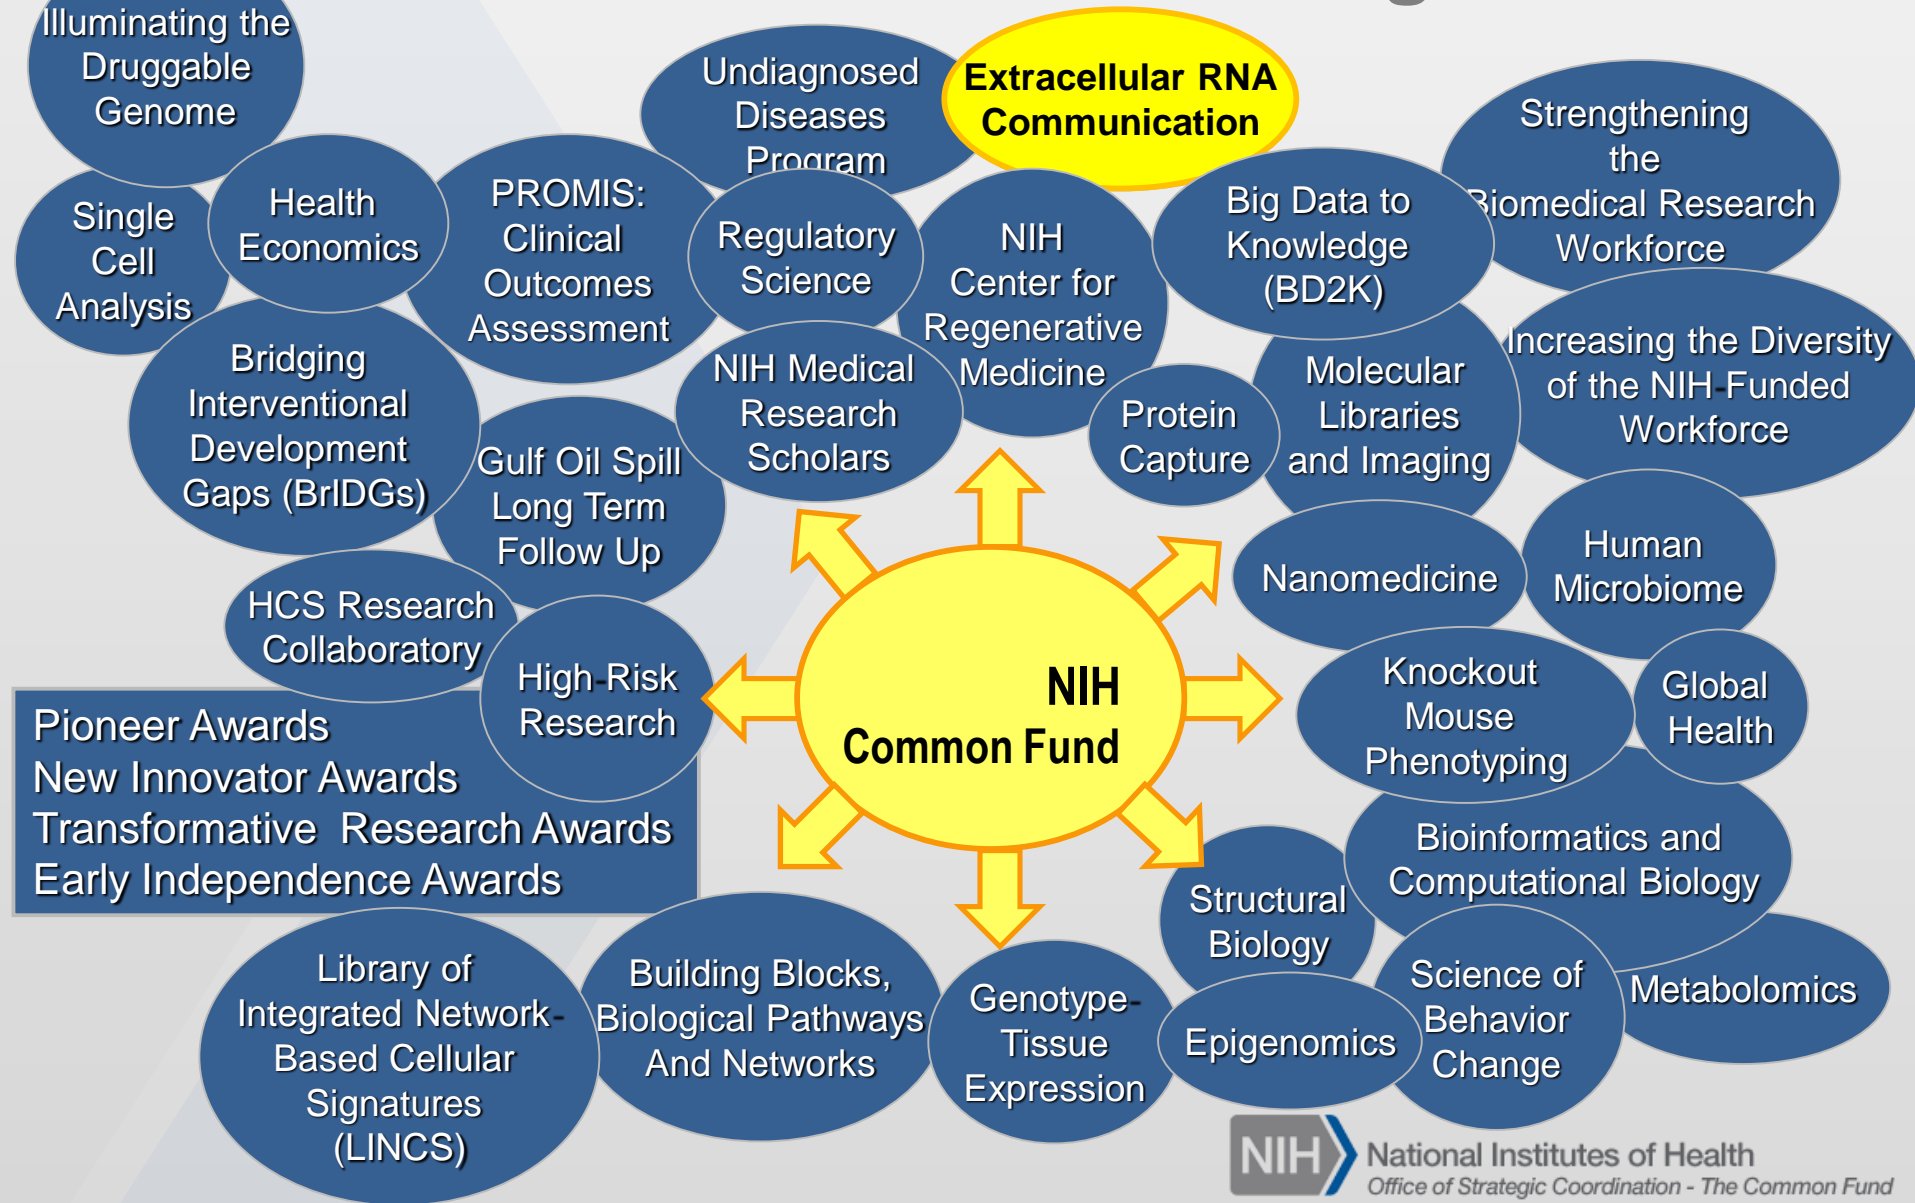 Illuminating the
Druggable
Genome
Undiagnosed
Diseases
Program
Extracellular RNA
Communication
Strengthening
the
Biomedical Research
Workforce
Single
Cell
Analysis
Health
Economics
PROMIS:
Clinical
Outcomes
Assessment
Regulatory
Science
NIH
Center for
Regenerative
Medicine
Big Data to
Knowledge
(BD2K)
Increasing the Diversity
of the NIH-Funded
Workforce
Bridging
Interventional
Development
Gaps (BrIDGs)
NIH Medical
Research
Scholars
Protein
Capture
Molecular
Libraries
and Imaging
Gulf Oil Spill
Long Term
Follow Up
Nanomedicine
Human
Microbiome
HCS Research
Collaboratory
High-Risk
Research
NIH
Common Fund
Knockout
Mouse
Phenotyping
Global
Health
Pioneer Awards
New Innovator Awards
Transformative  Research Awards
Early Independence Awards
Bioinformatics and
Computational Biology
Structural
Biology
Library of
Integrated Network-
Based Cellular
Signatures
(LINCS)
Building Blocks,
Biological Pathways
And Networks
Genotype-
Tissue
Expression
Epigenomics
Science of
Behavior
Change
Metabolomics
NIH
National Institutes of Health
Office of Strategic Coordination - The Common Fund